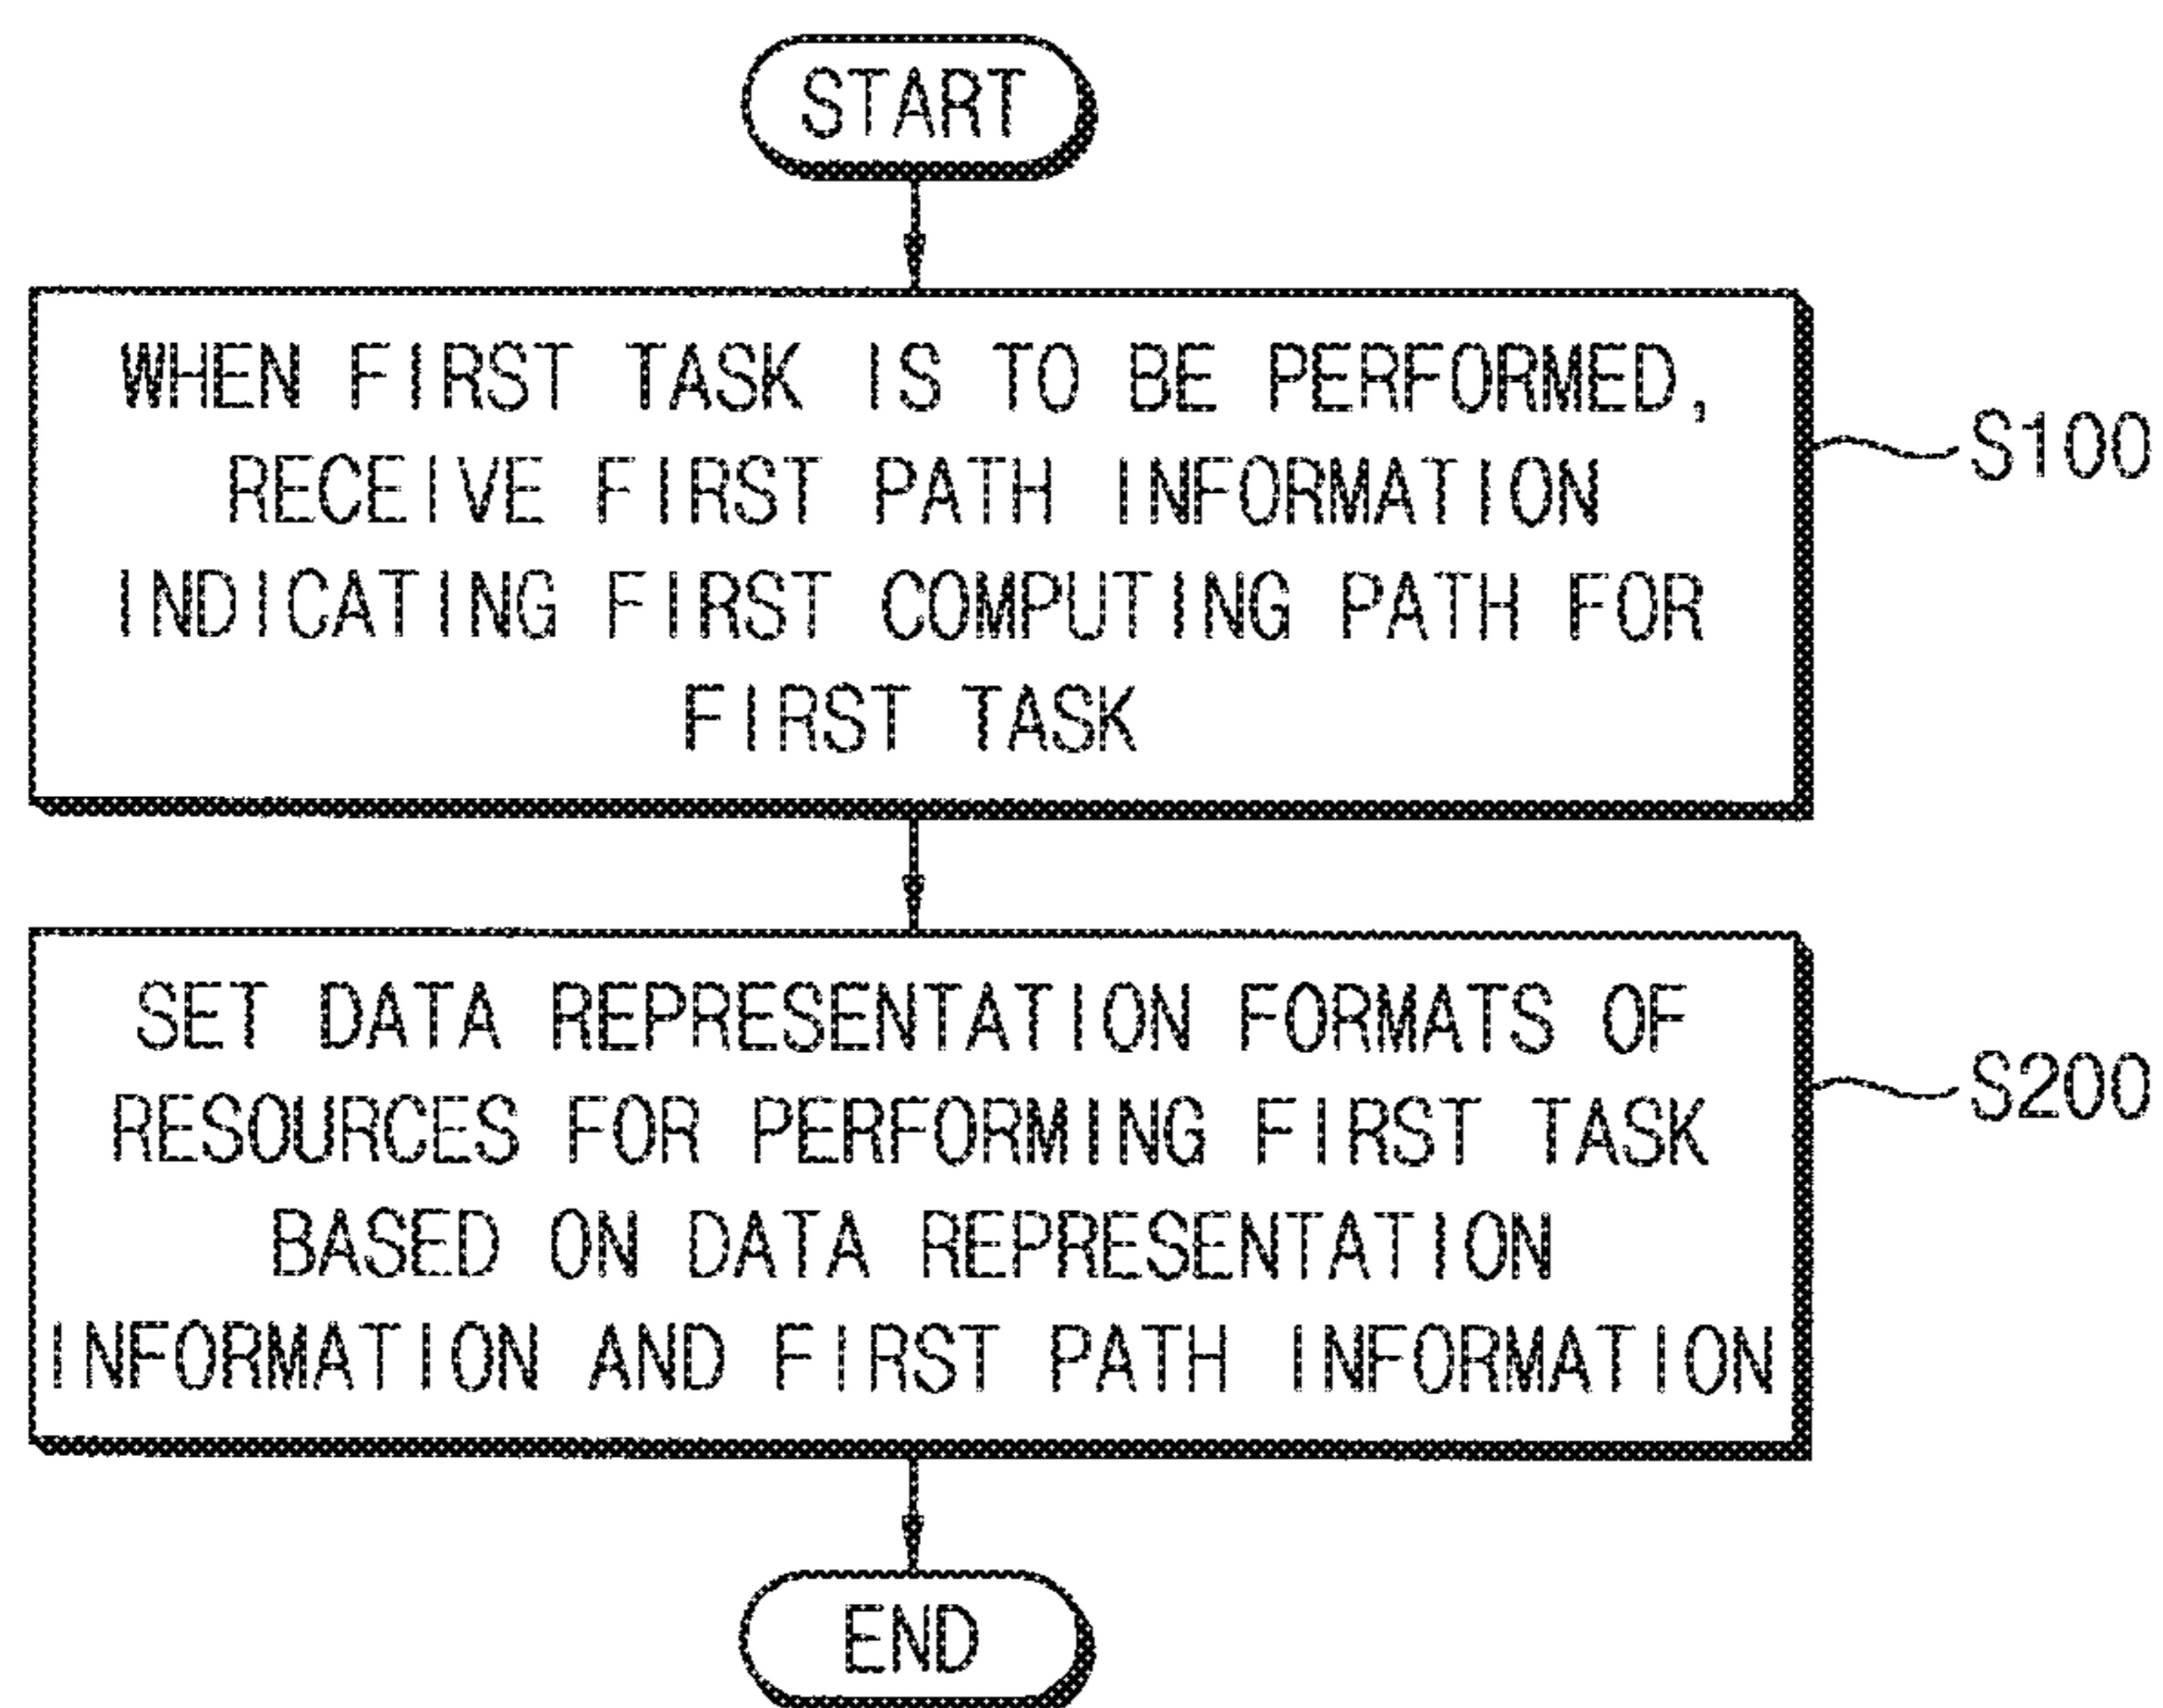 START
WHEN FIRST TASK IS TO BE PERFORMED,
RECEIVE FIRST PATH INFORMATION
INDICATING FIRST COMPUTING PATH FOR
FIRST TASK
S100
SET DATA REPRESENTATION FORMATS OF
RESOURCES FOR PERFORMING FIRST TASK
BASED ON DATA REPRESENTATION
INFORMATION AND FIRST PATH INFORMATION
S200
END